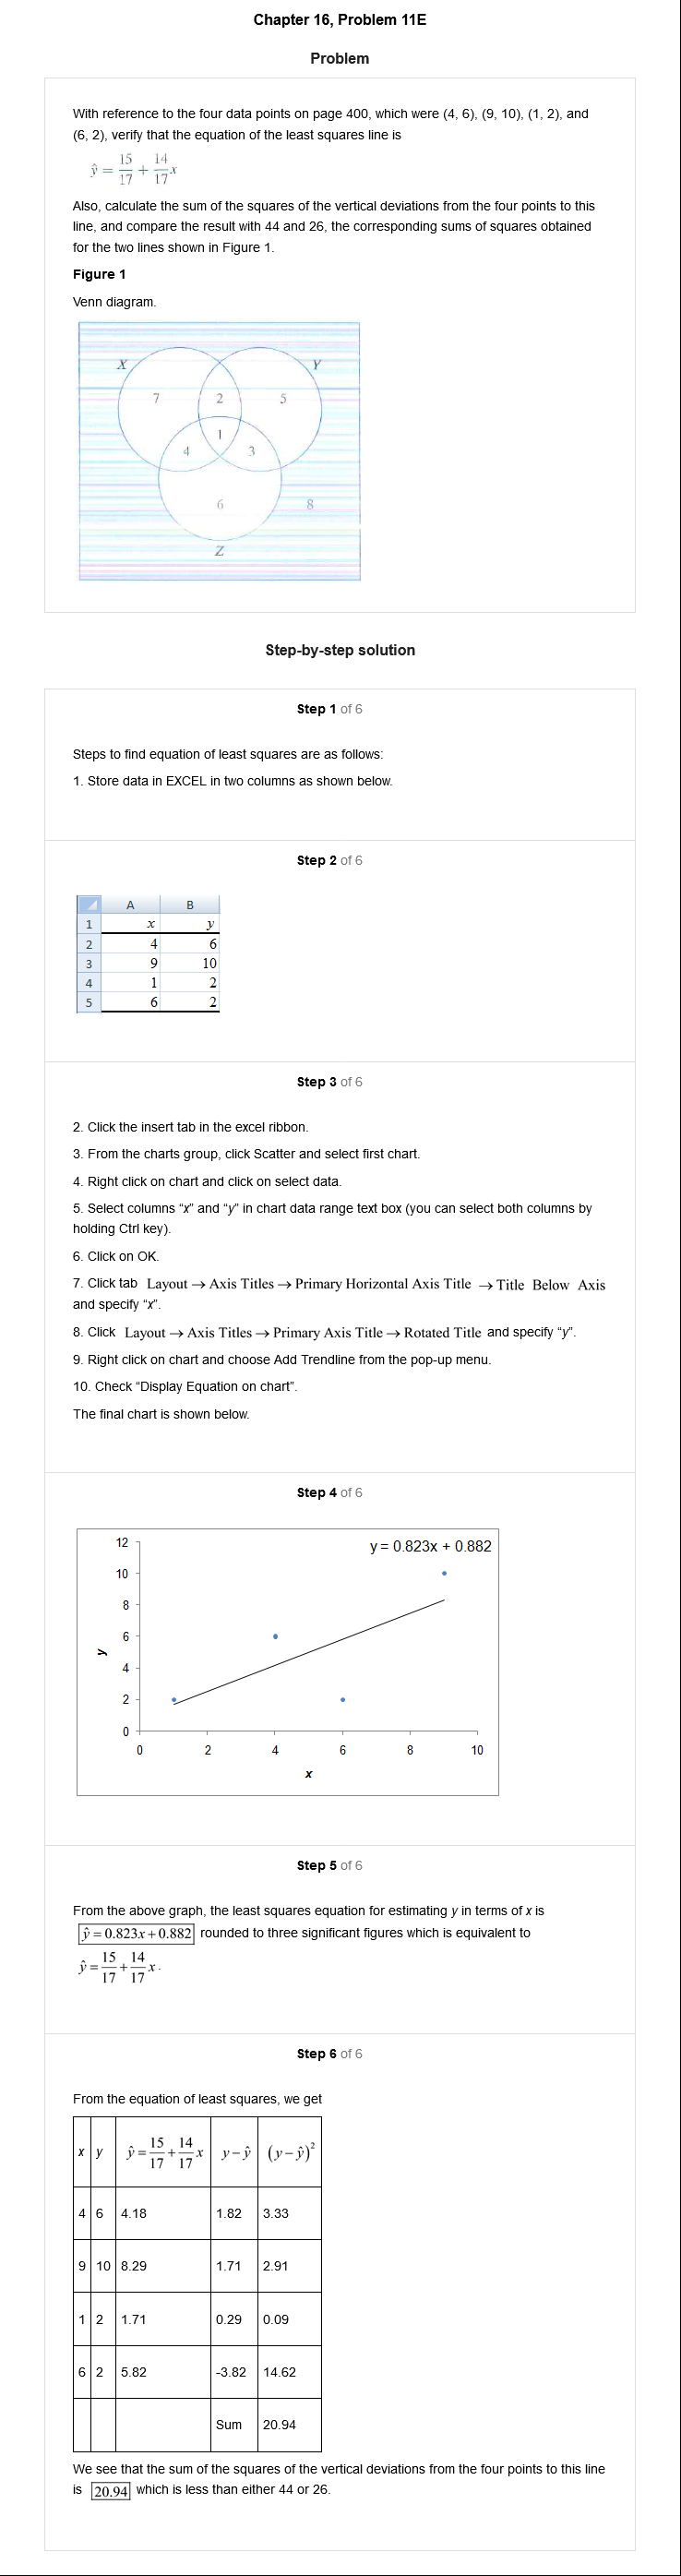 Chapter 16, Problem 11E
Problem
With reference to the four data points on page 400, which were (4, 6), (9, 10), (1, 2), and
(6, 2), verify that the equation of the least squares line is
ŷ = 15/17 + 14/17 x
Also, calculate the sum of the squares of the vertical deviations from the four points to this
line, and compare the result with 44 and 26, the corresponding sums of squares obtained
for the two lines shown in Figure 1.
Figure 1
Venn diagram.
X Y
7 2 5
1
4 3
6 8
Z
Step-by-step solution
Step 1 of 6
Steps to find equation of least squares are as follows:
1. Store data in EXCEL in two columns as shown below.
Step 2 of 6
A B
1 x y
2 4 6
3 9 10
4 1 2
5 6 2
Step 3 of 6
2. Click the insert tab in the excel ribbon.
3. From the charts group, click Scatter and select first chart.
4. Right click on chart and click on select data.
5. Select columns “x” and “y” in chart data range text box (you can select both columns by
holding Ctrl key).
6. Click on OK.
7. Click tab Layout → Axis Titles → Primary Horizontal Axis Title → Title Below Axis
and specify “x”.
8. Click Layout → Axis Titles → Primary Axis Title → Rotated Title and specify “y”.
9. Right click on chart and choose Add Trendline from the pop-up menu.
10. Check “Display Equation on chart”.
The final chart is shown below.
Step 4 of 6
y = 0.823x + 0.882
12
10
8
6
y
4
2
0
0 2 4 6 8 10
x
Step 5 of 6
From the above graph, the least squares equation for estimating y in terms of x is
ŷ = 0.823x + 0.882 rounded to three significant figures which is equivalent to
ŷ = 15/17 + 14/17 x .
Step 6 of 6
From the equation of least squares, we get
x y ŷ = 15/17 + 14/17 x y − ŷ (y − ŷ)²
4 6 4.18 1.82 3.33
9 10 8.29 1.71 2.91
1 2 1.71 0.29 0.09
6 2 5.82 -3.82 14.62
Sum 20.94
We see that the sum of the squares of the vertical deviations from the four points to this line
is 20.94 which is less than either 44 or 26.